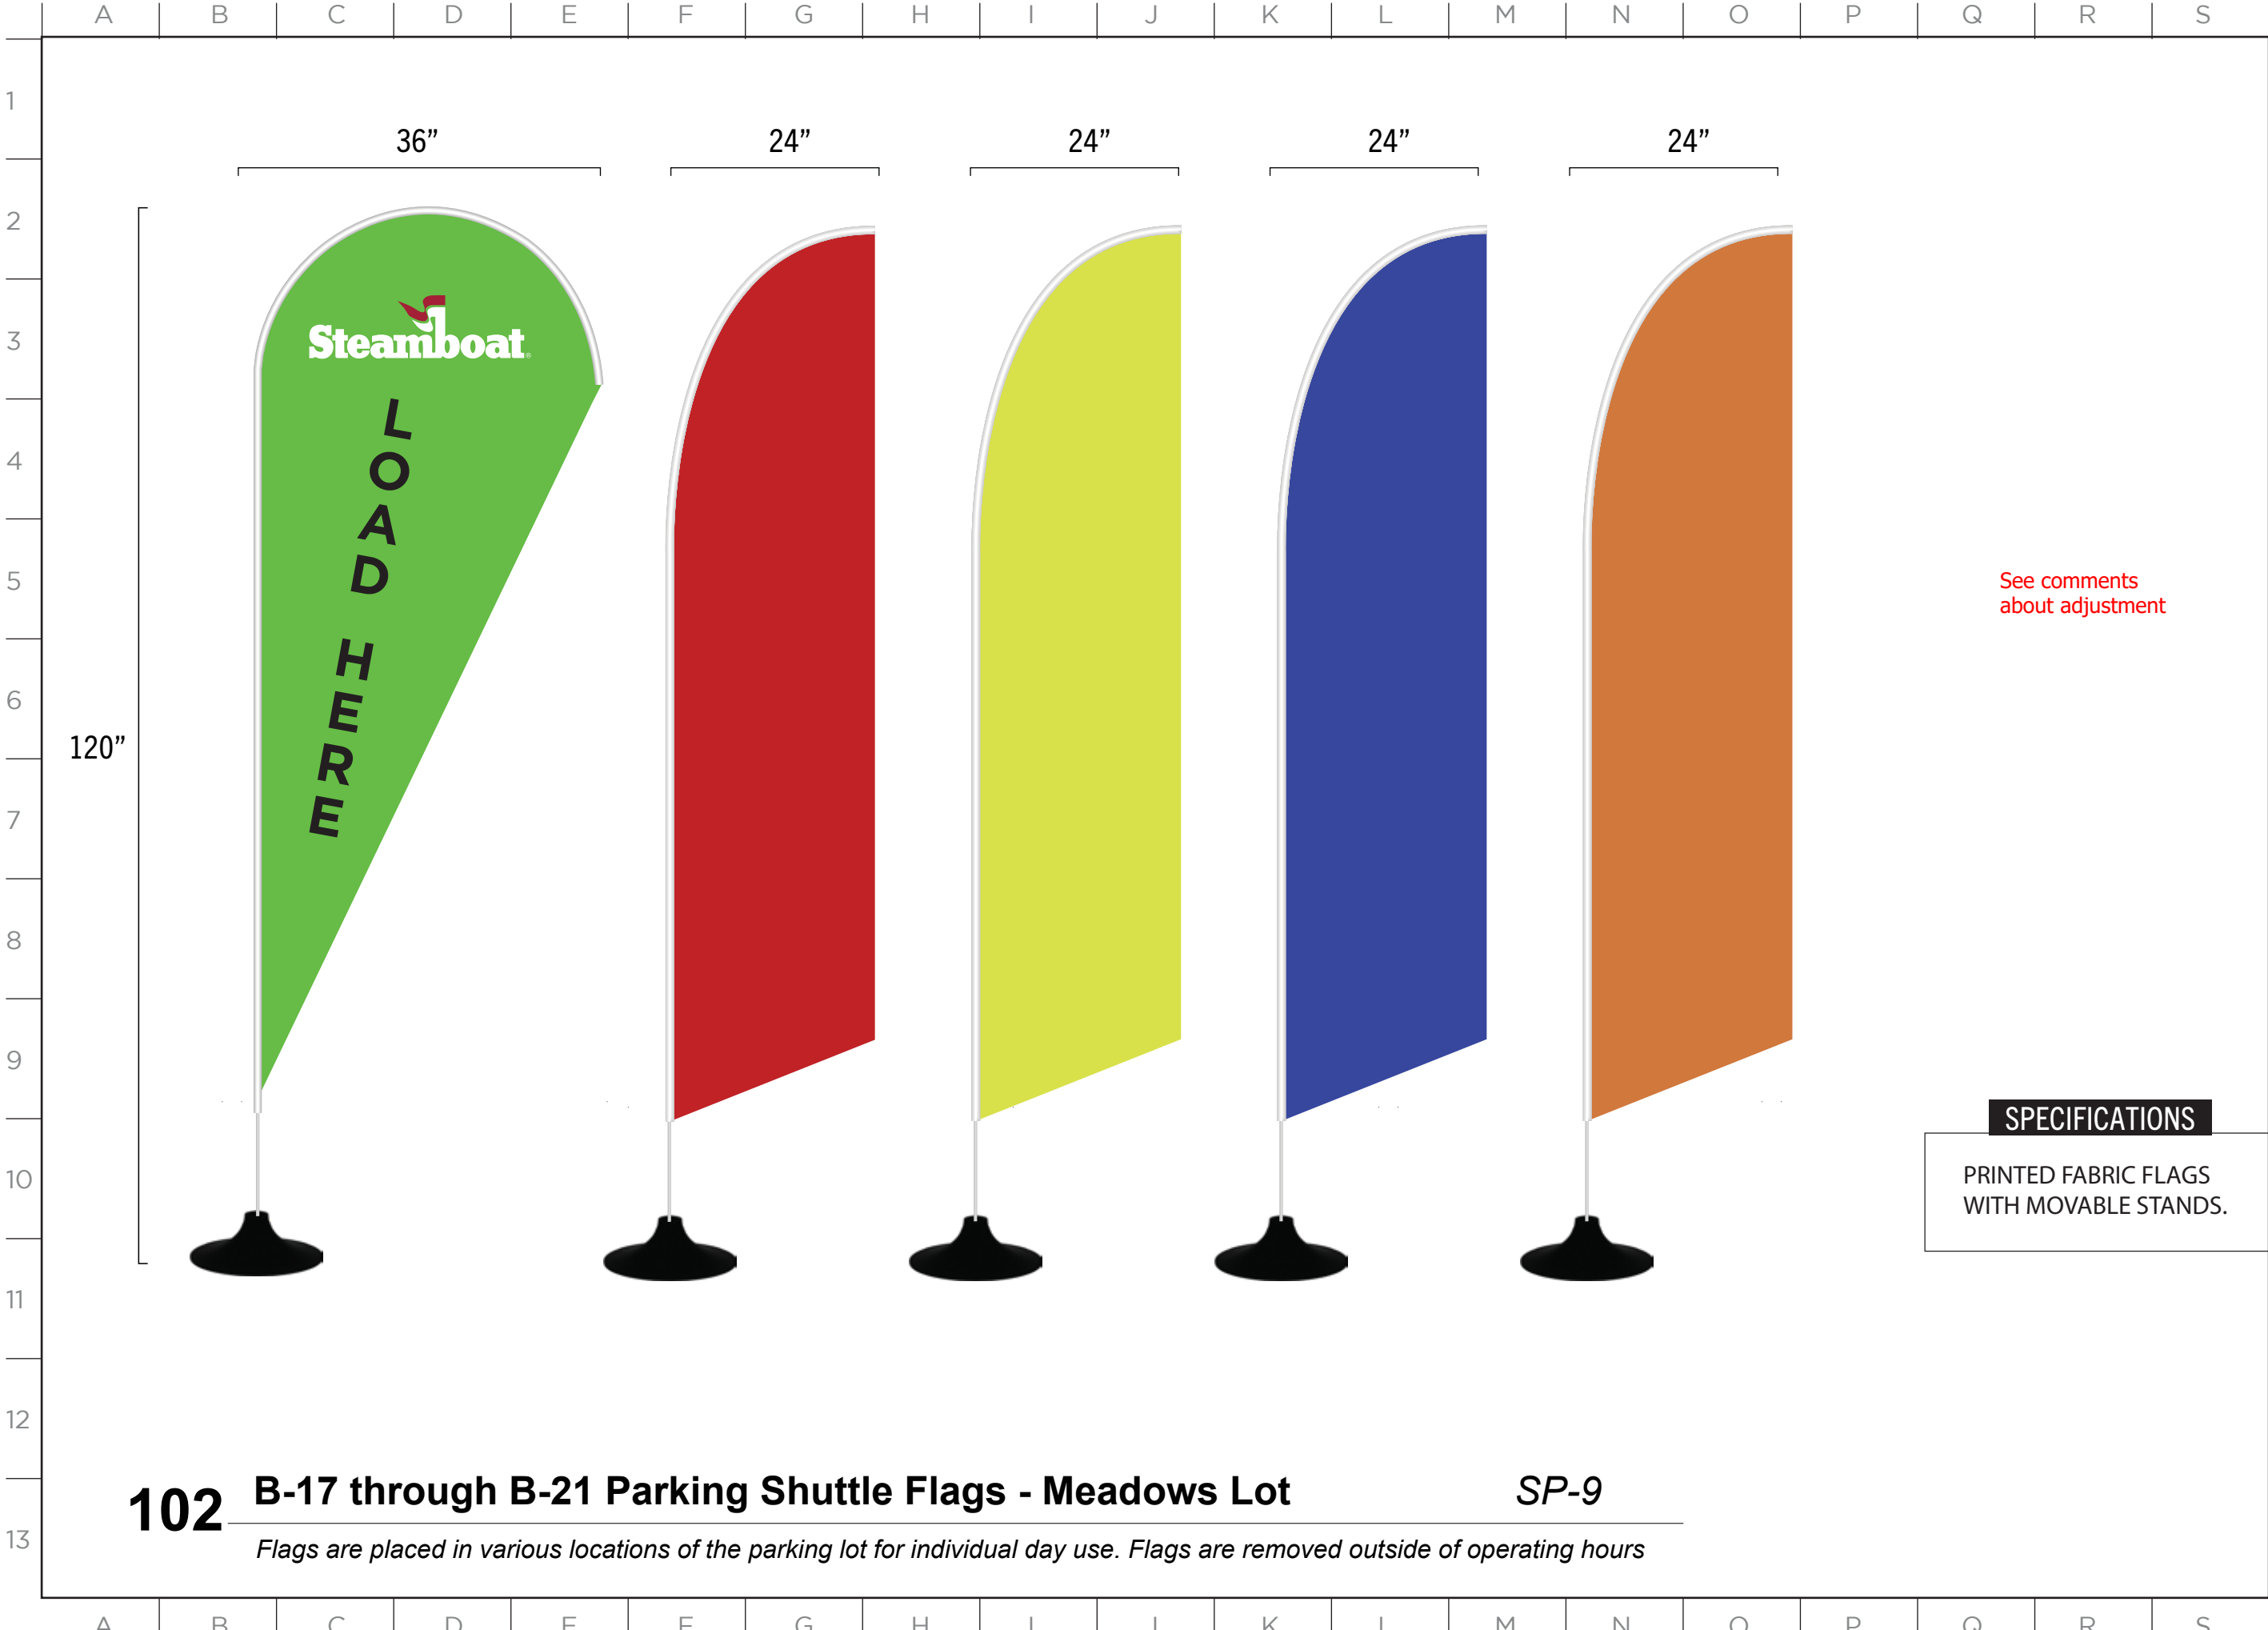 A B C D E F G H I J K L M N O P Q R S
1
36” 24” 24” 24” 24”
2
Steamboat®
3
L
O
A
D
H
E
R
E
4
5
See comments
about adjustment
6
120”
7
8
9
SPECIFICATIONS
10
PRINTED FABRIC FLAGS
WITH MOVABLE STANDS.
11
12
102 B-17 through B-21 Parking Shuttle Flags - Meadows Lot SP-9
13
Flags are placed in various locations of the parking lot for individual day use. Flags are removed outside of operating hours
A B C D E F G H I J K L M N O P Q R S